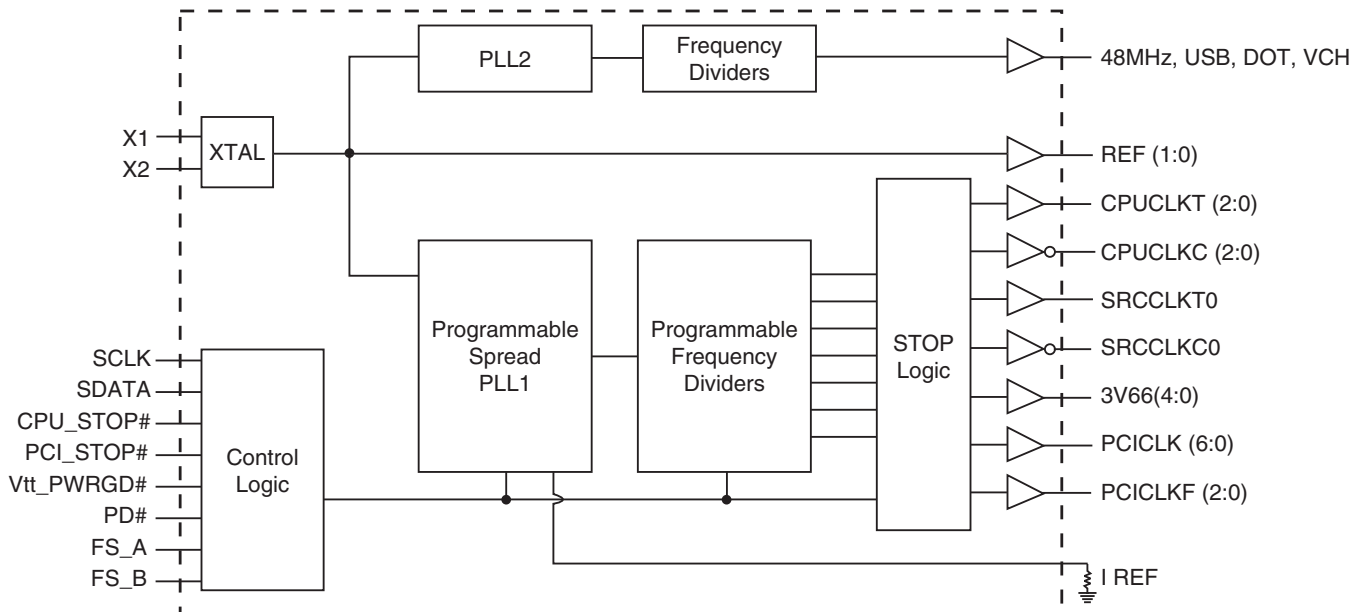 PLL2
Frequency
Dividers
48MHz, USB, DOT, VCH
X1
X2
XTAL
REF (1:0)
CPUCLKT (2:0)
CPUCLKC (2:0)
SRCCLKT0
SRCCLKC0
3V66(4:0)
PCICLK (6:0)
PCICLKF (2:0)
Programmable
Spread
PLL1
Programmable
Frequency
Dividers
STOP
Logic
SCLK
SDATA
CPU_STOP#
PCI_STOP#
Vtt_PWRGD#
PD#
FS_A
FS_B
Control
Logic
I REF